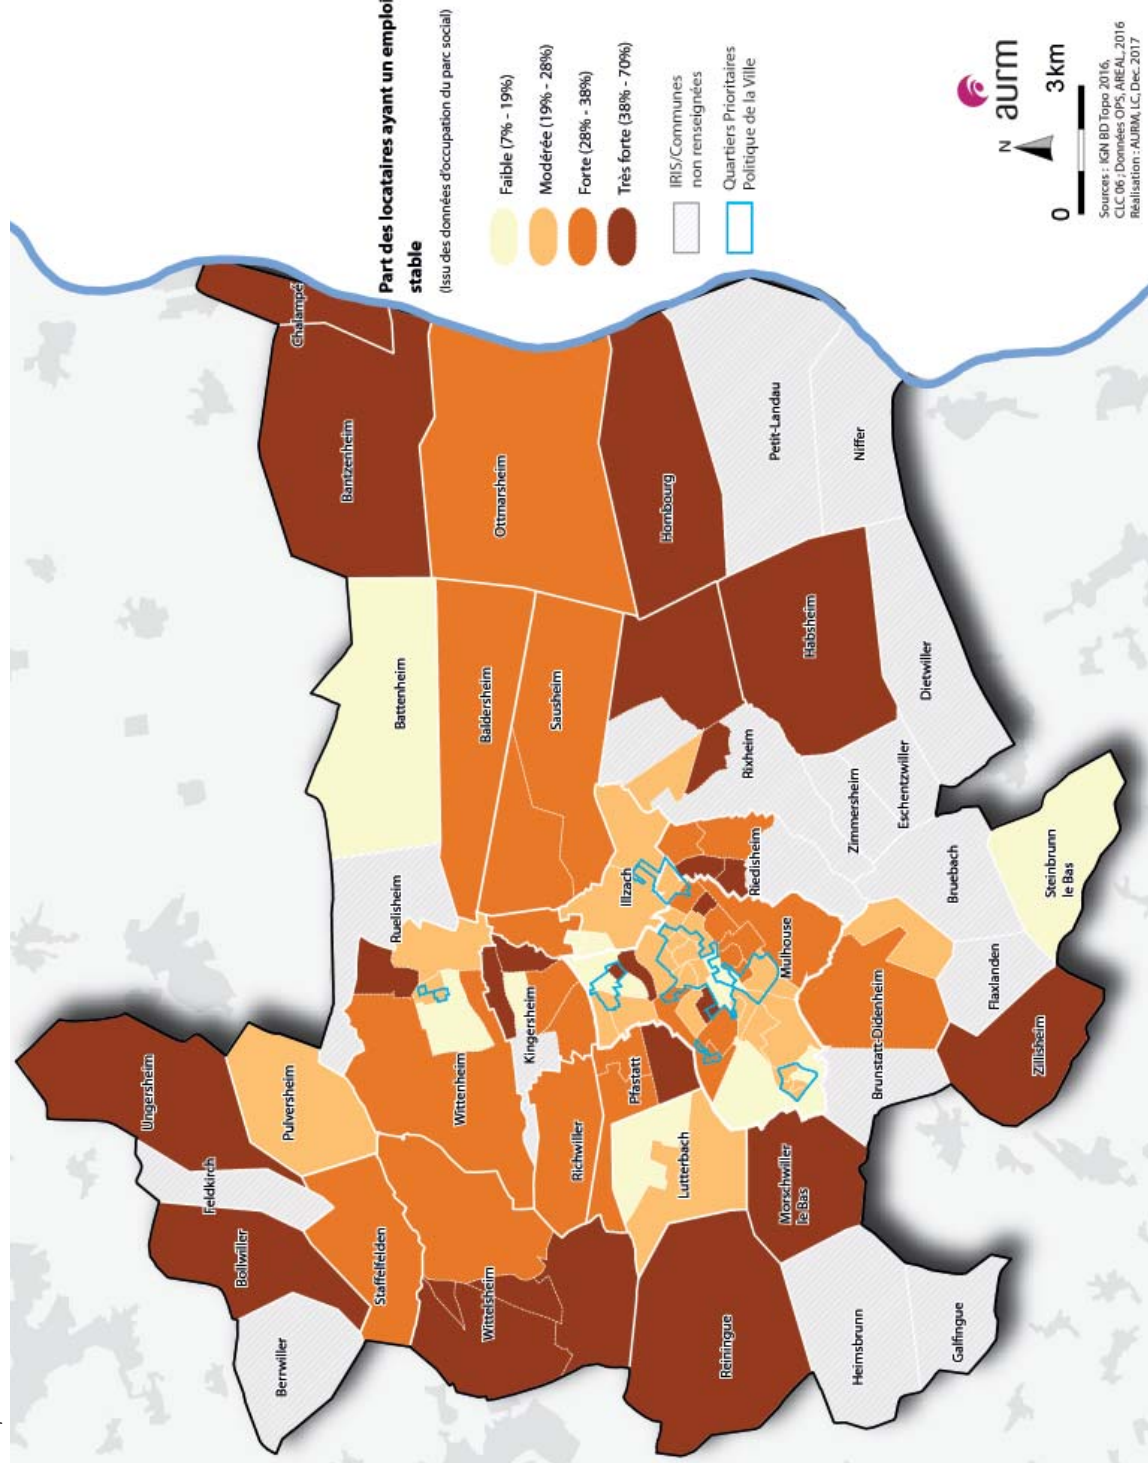 Part des locataires ayant un emploi
stable
(Issu des données d'occupation du parc social)
Faible (7% - 19%)
Modérée (19% - 28%)
Forte (28% - 38%)
Très forte (38% - 70%)
IRIS/Communes
non renseignées
Quartiers Prioritaires
Politique de la Ville
aurm
N
0
3km
Sources : IGN BD Topo 2016,
CLC 06 ; Données OPS, AREAL, 2016
Réalisation : AURM, LC, Dec. 2017
Chalampé
Bantzenheim
Ottmarsheim
Hombourg
Petit-Landau
Niffer
Battenheim
Baldersheim
Sausheim
Habsheim
Dietwiller
Rixheim
Zimmersheim
Eschentzwiller
Ruelisheim
Illzach
Riedisheim
Bruebach
Steinbrunn
le Bas
Mulhouse
Flaxlanden
Brunstatt-Didenheim
Zillisheim
Kingersheim
Pfastatt
Wittenheim
Richwiller
Lutterbach
Morschwiller
le Bas
Ungersheim
Pulversheim
Feldkirch
Bollwiller
Staffelfelden
Wittelsheim
Berrwiller
Reiningue
Heimsbrunn
Galfingue